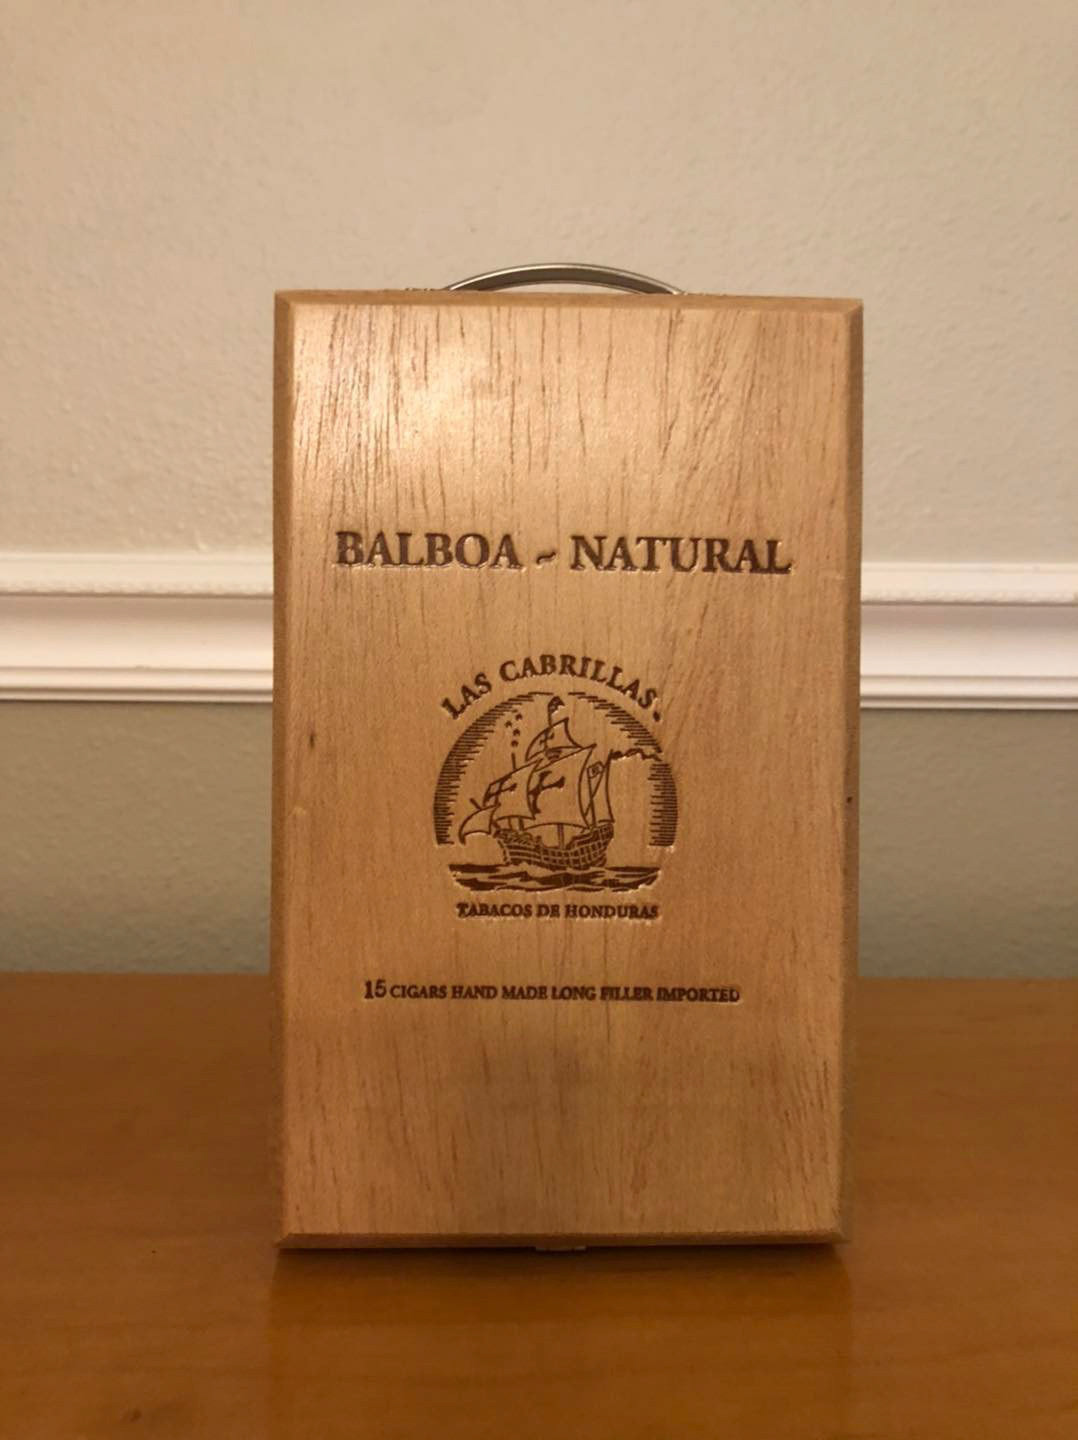 BALBOA ~ NATURAL
LAS CABRILLAS
TABACOS DE HONDURAS
15 CIGARS HAND MADE LONG FILLER IMPORTED